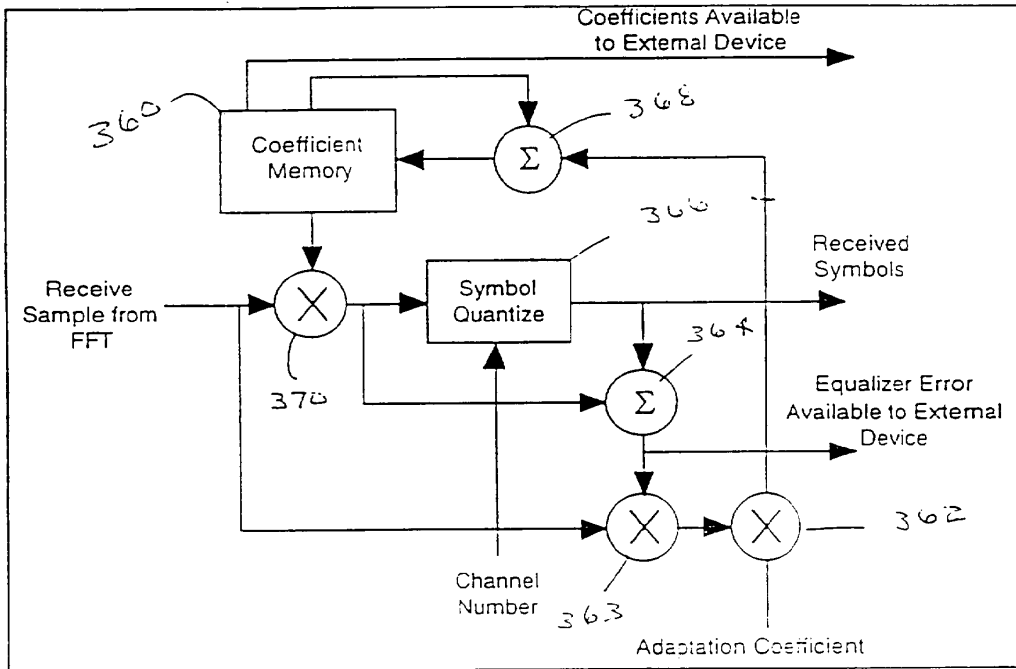 Coefficients Available
to External Device
360
368
Coefficient
Memory
Σ
366
Received
Symbols
Receive
Sample from
FFT
Symbol
Quantize
364
370
Σ
Equalizer Error
Available to External
Device
362
Channel
Number
363
Adaptation Coefficient